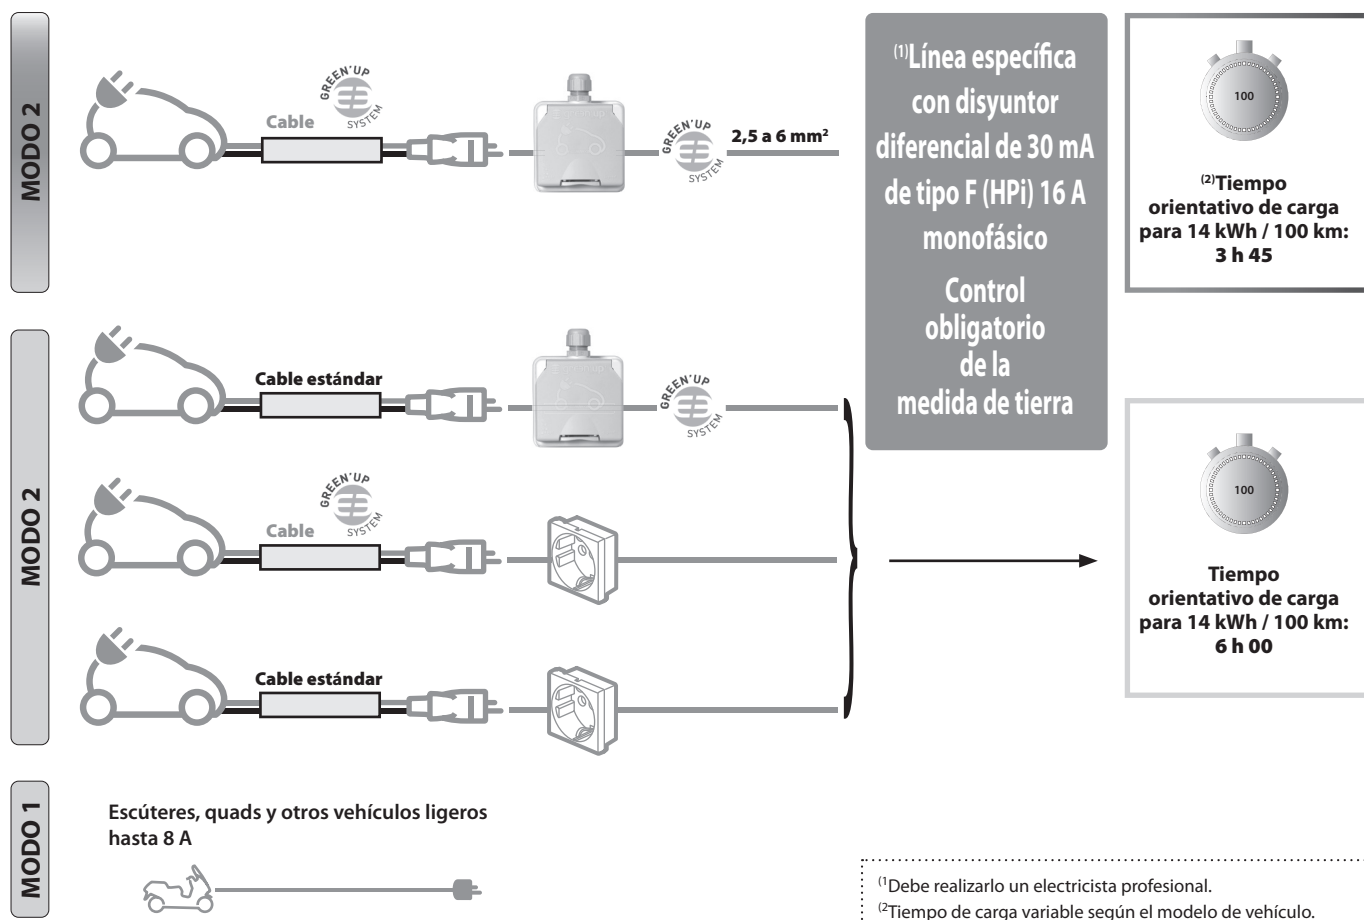 MODO 2
GREEN'UP
SYSTEM
Cable
GREEN'UP
SYSTEM
2,5 a 6 mm²
(1)Línea específica
con disyuntor
diferencial de 30 mA
de tipo F (HPi) 16 A
monofásico
Control
obligatorio
de la
medida de tierra
100
(2)Tiempo
orientativo de carga
para 14 kWh / 100 km:
3 h 45
MODO 2
Cable estándar
GREEN'UP
SYSTEM
GREEN'UP
SYSTEM
Cable
Cable estándar
100
Tiempo
orientativo de carga
para 14 kWh / 100 km:
6 h 00
MODO 1
Escúteres, quads y otros vehículos ligeros
hasta 8 A
(1Debe realizarlo un electricista profesional.
(2Tiempo de carga variable según el modelo de vehículo.